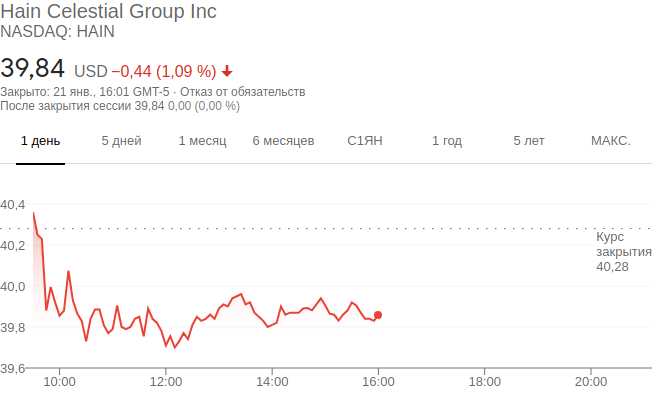 Hain Celestial Group Inc
NASDAQ: HAIN
39,84 USD −0,44 (1,09 %)
Закрыто: 21 янв., 16:01 GMT-5 · Отказ от обязательств
После закрытия сессии 39,84 0,00 (0,00 %)
1 день 5 дней 1 месяц 6 месяцев С1ЯН 1 год 5 лет МАКС.
40,4
40,2
40,0
39,8
39,6
Курс
закрытия
40,28
10:00 12:00 14:00 16:00 18:00 20:00